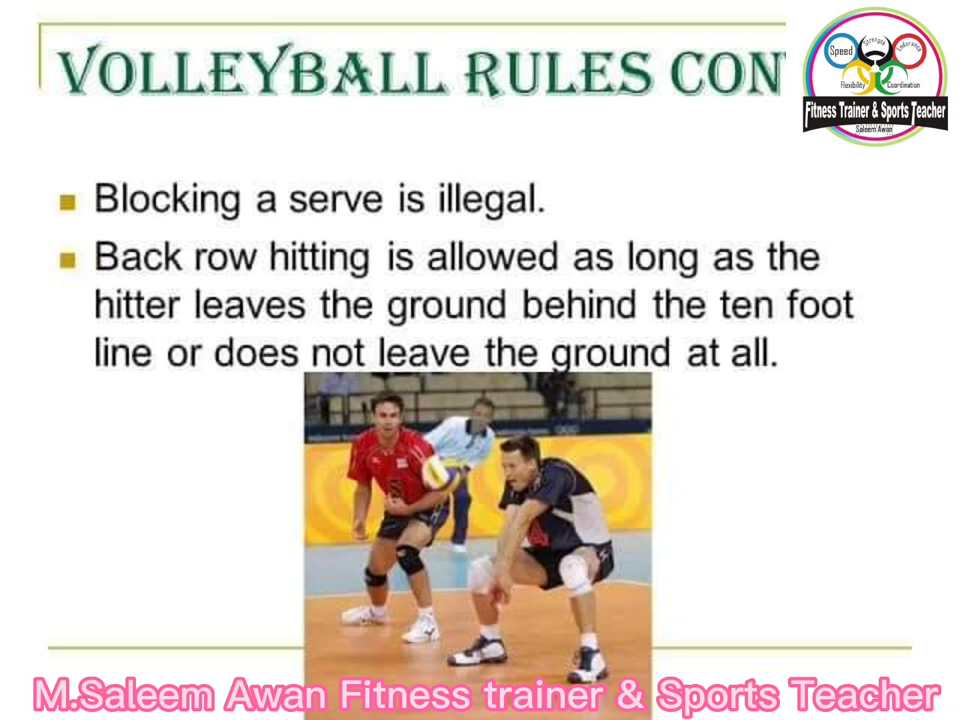 VOLLEYBALL RULES CON
Speed
Strength
Endurance
Flexibility
Coordination
Fitness Trainer & Sports Teacher
Saleem Awan
Blocking a serve is illegal.
Back row hitting is allowed as long as the
hitter leaves the ground behind the ten foot
line or does not leave the ground at all.
M.Saleem Awan Fitness trainer & Sports Teacher